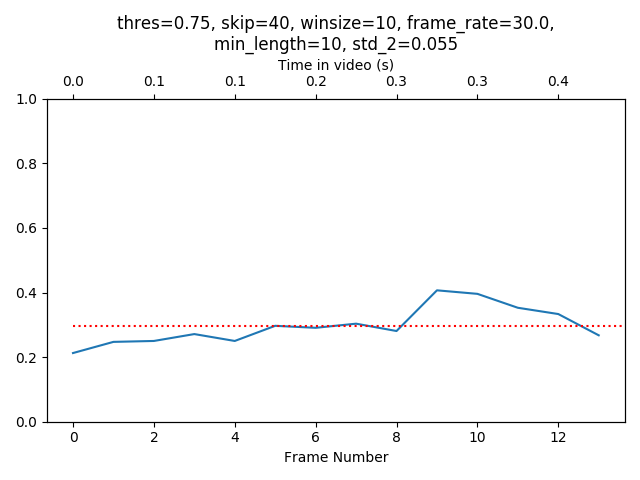 thres=0.75, skip=40, winsize=10, frame_rate=30.0,
min_length=10, std_2=0.055
Time in video (s)
0.0 0.1 0.1 0.2 0.3 0.3 0.4
1.0
0.8
0.6
0.4
0.2
0.0
0 2 4 6 8 10 12
Frame Number